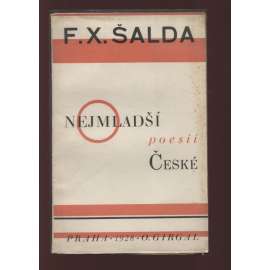 F. X. ŠALDA
O NEJMLADŠÍ
poesii
ČESKÉ
PRAHA · 1928 · O. GIRGAL